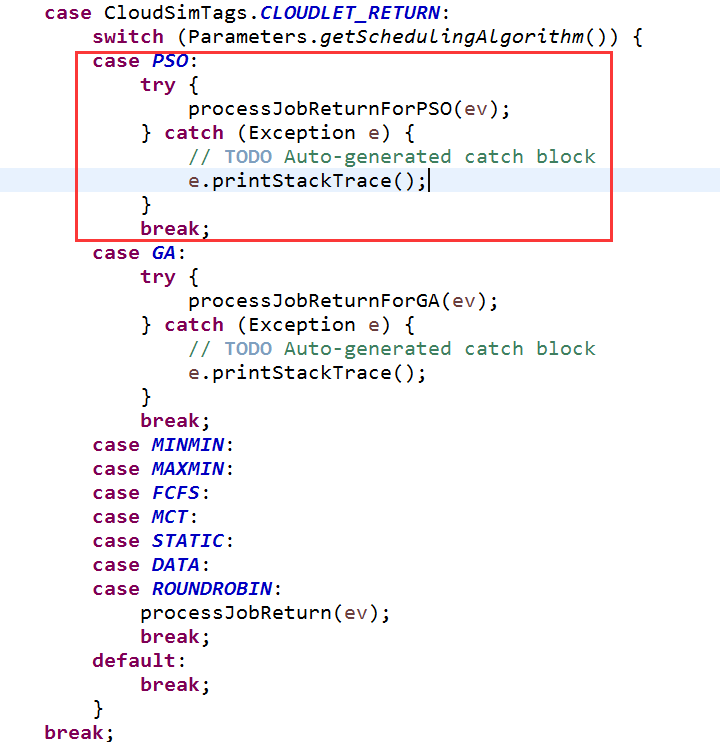 case CloudSimTags.CLOUDLET_RETURN:
    switch (Parameters.getSchedulingAlgorithm()) {
    case PSO:
        try {
            processJobReturnForPSO(ev);
        } catch (Exception e) {
            // TODO Auto-generated catch block
            e.printStackTrace();
        }
        break;
    case GA:
        try {
            processJobReturnForGA(ev);
        } catch (Exception e) {
            // TODO Auto-generated catch block
            e.printStackTrace();
        }
        break;
    case MINMIN:
    case MAXMIN:
    case FCFS:
    case MCT:
    case STATIC:
    case DATA:
    case ROUNDROBIN:
        processJobReturn(ev);
        break;
    default:
        break;
    }
break;